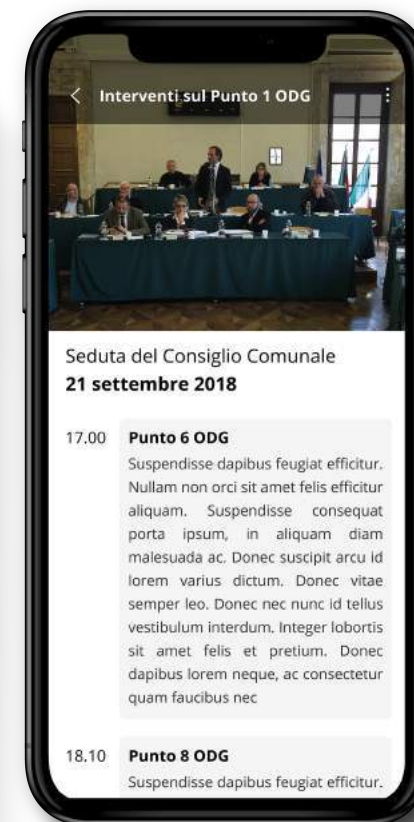 Interventi sul Punto 1 ODG
Seduta del Consiglio Comunale
21 settembre 2018
17.00 Punto 6 ODG
Suspendisse dapibus feugiat efficitur.
Nullam non orci sit amet felis efficitur
aliquam. Suspendisse consequat
porta ipsum, in aliquam diam
malesuada ac. Donec suscipit arcu id
lorem varius dictum. Donec vitae
semper leo. Donec nec nunc id tellus
vestibulum interdum. Integer lobortis
sit amet felis et pretium. Donec
dapibus lorem neque, ac consectetur
quam faucibus nec
18.10 Punto 8 ODG
Suspendisse dapibus feugiat efficitur.